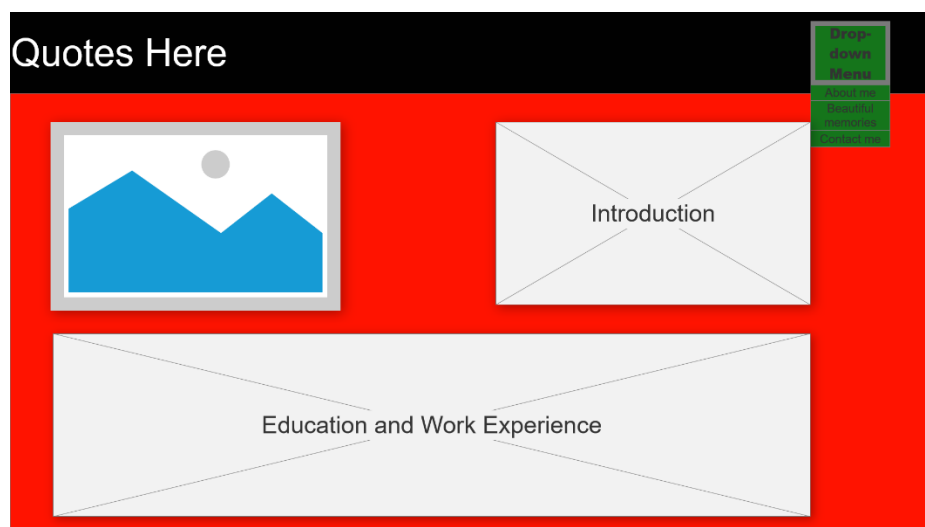 Quotes Here
Drop-
down
Menu
About me
Beautiful
memories
Contact me
Introduction
Education and Work Experience